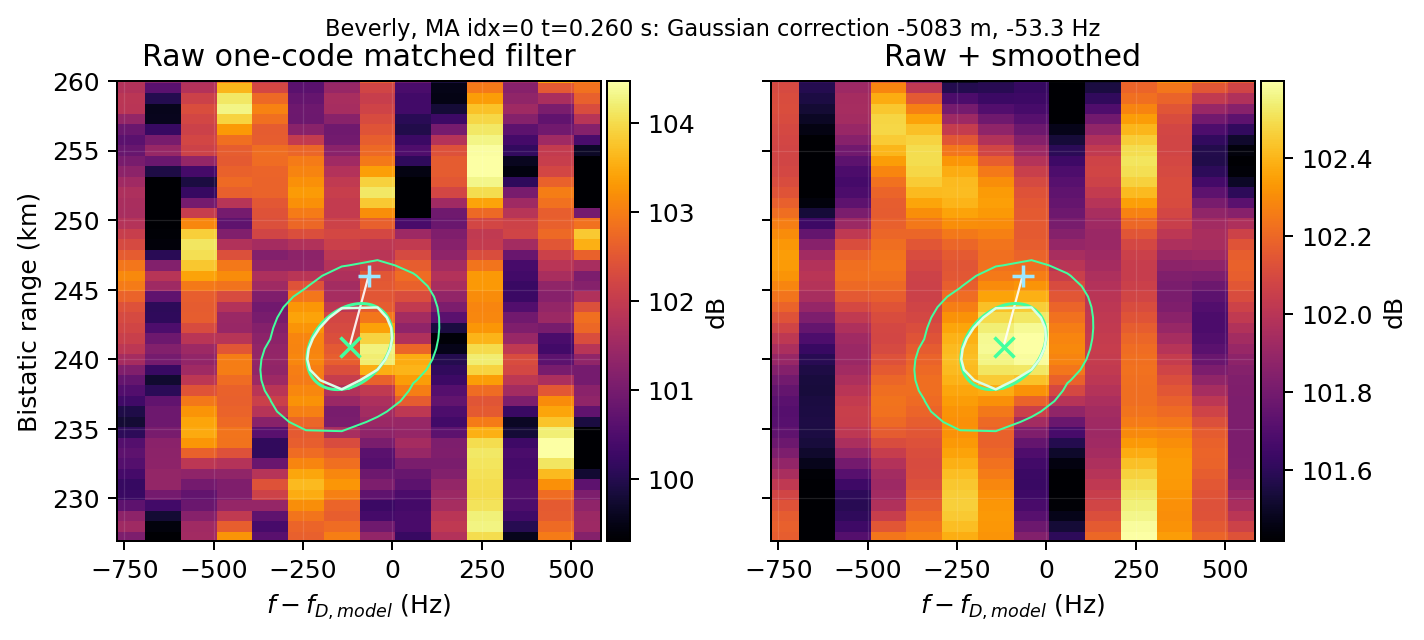 Beverly, MA idx=0 t=0.260 s: Gaussian correction -5083 m, -53.3 Hz
Raw one-code matched filter
Raw + smoothed
Bistatic range (km)
260
255
250
245
240
235
230
−750 −500 −250 0 250 500
f − f_{D, model} (Hz)
104
103
102
101
100
dB
−750 −500 −250 0 250 500
f − f_{D, model} (Hz)
102.4
102.2
102.0
101.8
101.6
dB